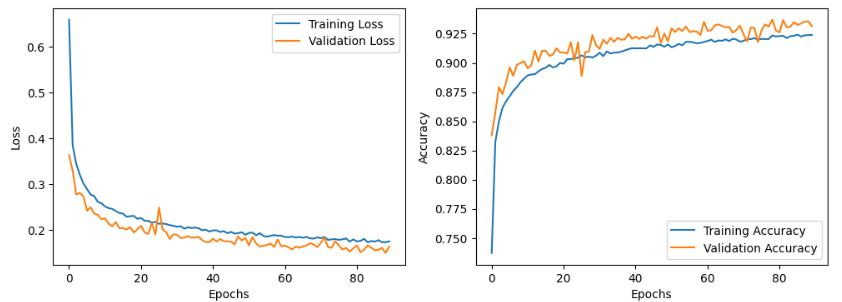 Training Loss
Validation Loss
0.6
0.5
0.4
0.3
0.2
Loss
0
20
40
60
80
Epochs
0.925
0.900
0.875
0.850
0.825
0.800
0.775
0.750
Accuracy
Training Accuracy
Validation Accuracy
0
20
40
60
80
Epochs